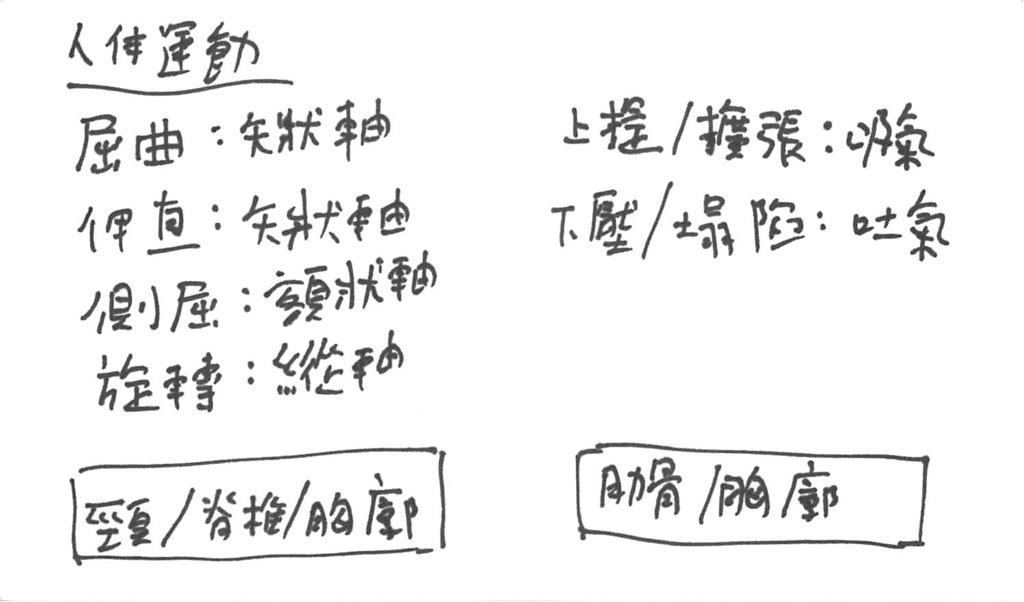 人体運動
屈曲：矢狀軸
伸直：矢狀軸
側屈：額狀軸
旋轉：縱軸
頸/脊椎/胸廓
上提/擴張：吸氣
下壓/塌陷：吐氣
肋骨/胸廓